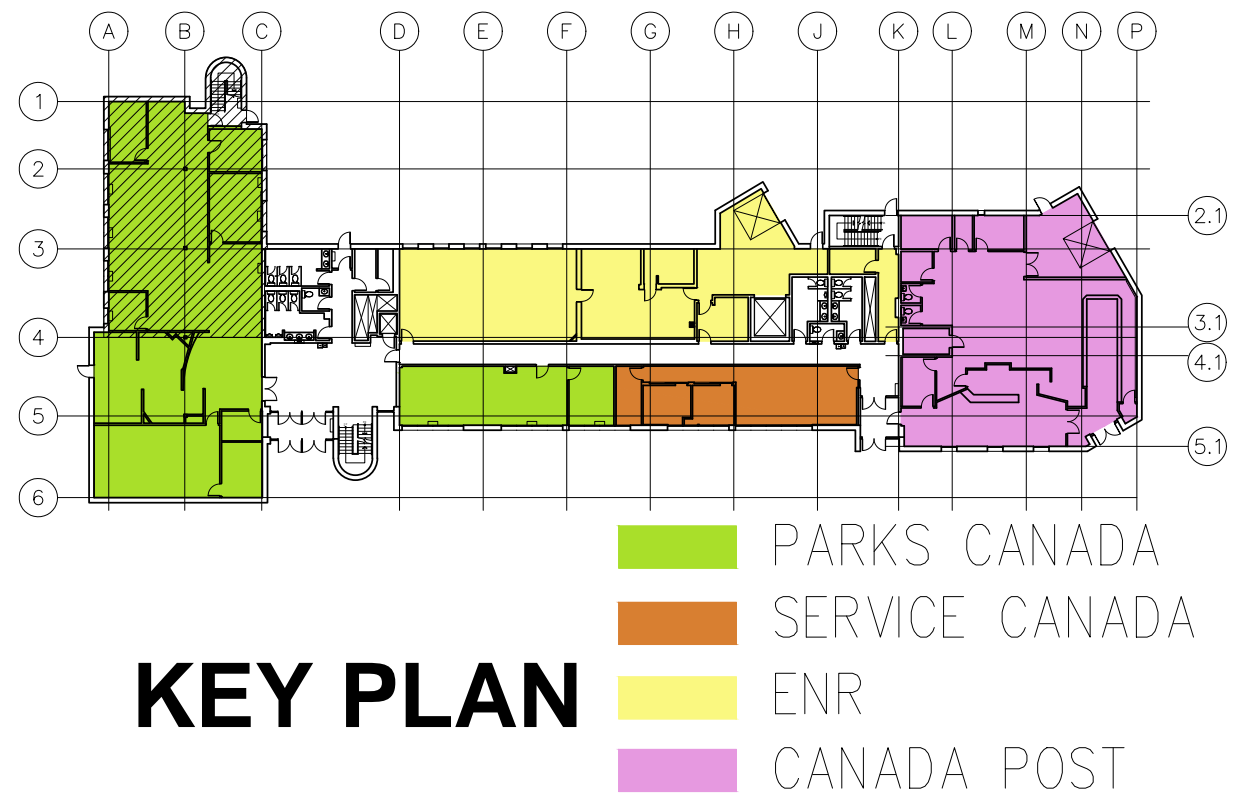 A B C D E F G H J K L M N P
1
2
2.1
3
3.1
4
4.1
5
5.1
6
PARKS CANADA
SERVICE CANADA
KEY PLAN
ENR
CANADA POST